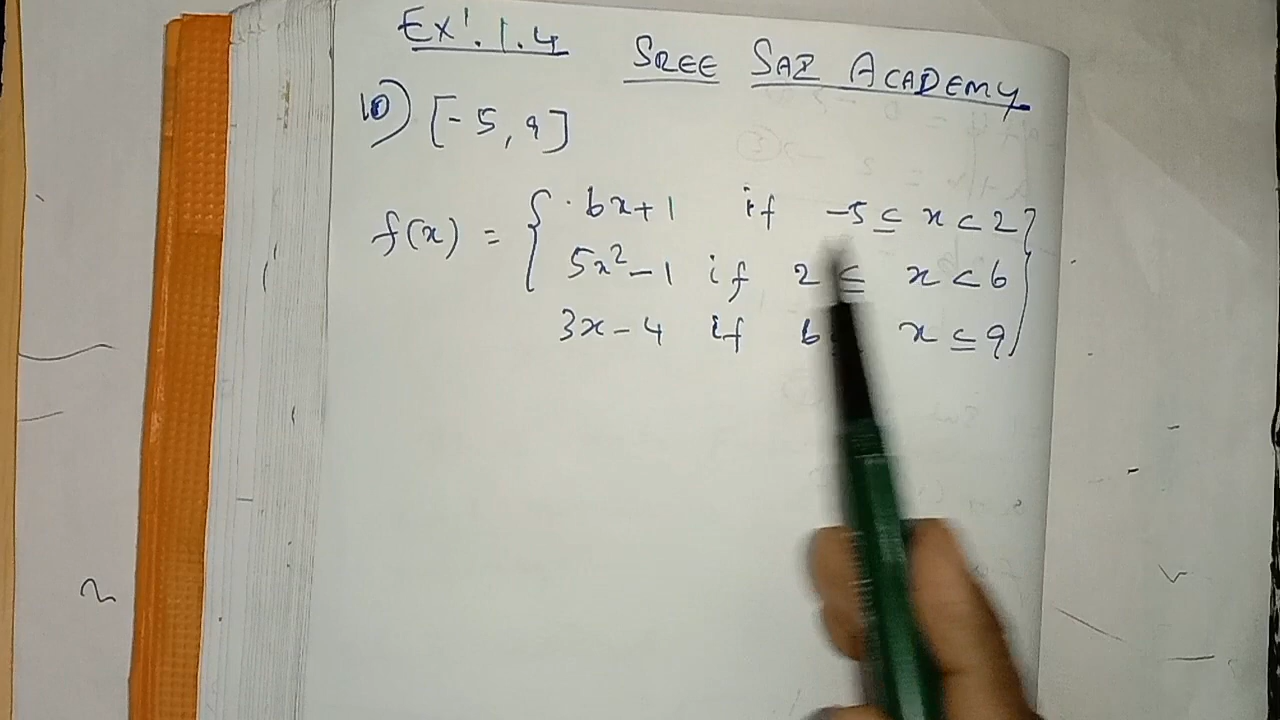 Ex'.1.4 SREE SAI ACADEMY
10) [-5, 9]
f(x) = { 6x+1 if -5 ≤ x < 2
5x²-1 if 2 ≤ x < 6
3x-4 if 6 x ≤ 9 }